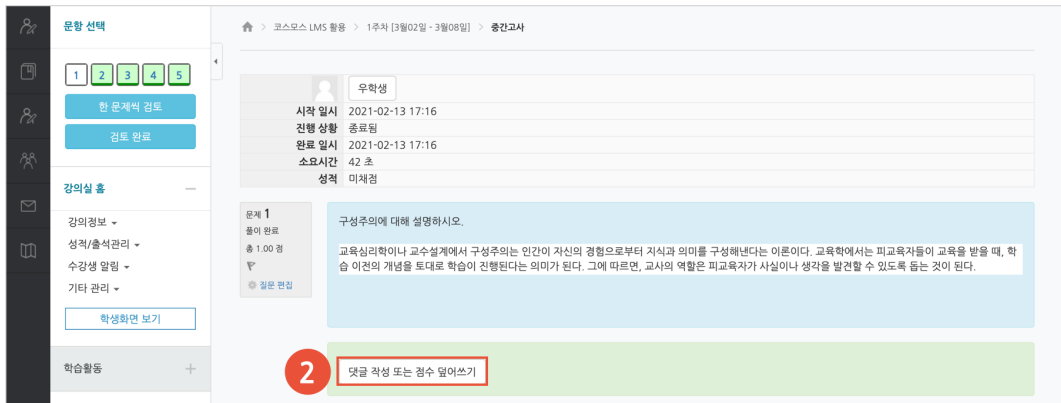 문항 선택
1 2 3 4 5
한 문제씩 검토
검토 완료
강의실 홈
강의정보
성적/출석관리
수강생 알림
기타 관리
학생화면 보기
학습활동
코스모스 LMS 활용 > 1주차 [3월02일 - 3월08일] > 중간고사
우학생
시작 일시 2021-02-13 17:16
진행 상황 종료됨
완료 일시 2021-02-13 17:16
소요시간 42 초
성적 미채점
문제 1
풀이 완료
총 1.00 점
질문 편집
구성주의에 대해 설명하시오.
교육심리학이나 교수설계에서 구성주의는 인간이 자신의 경험으로부터 지식과 의미를 구성해낸다는 이론이다. 교육학에서는 피교육자들이 교육을 받을 때, 학
습 이전의 개념을 토대로 학습이 진행된다는 의미가 된다. 그에 따르면, 교사의 역할은 피교육자가 사실이나 생각을 발견할 수 있도록 돕는 것이 된다.
2
댓글 작성 또는 점수 덮어쓰기